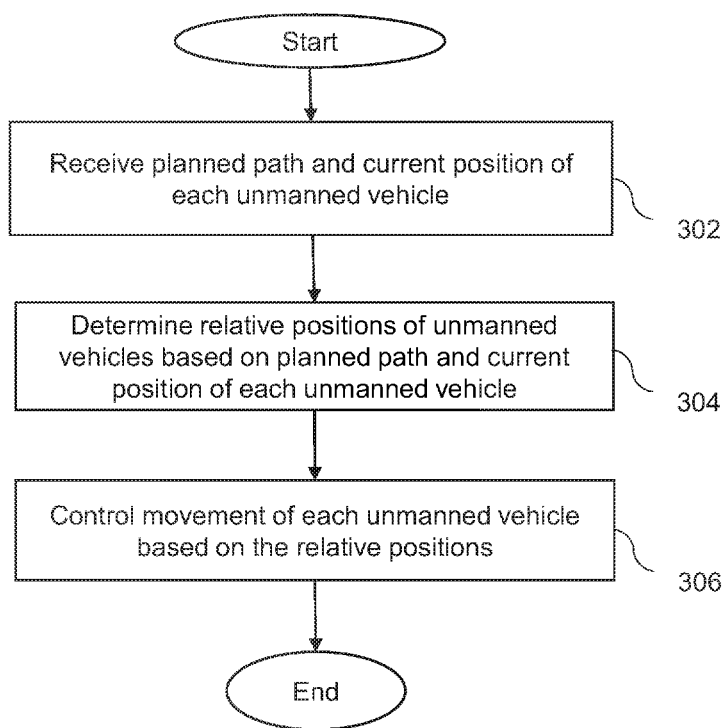 Start
Receive planned path and current position of
each unmanned vehicle
302
Determine relative positions of unmanned
vehicles based on planned path and current
position of each unmanned vehicle
304
Control movement of each unmanned vehicle
based on the relative positions
306
End